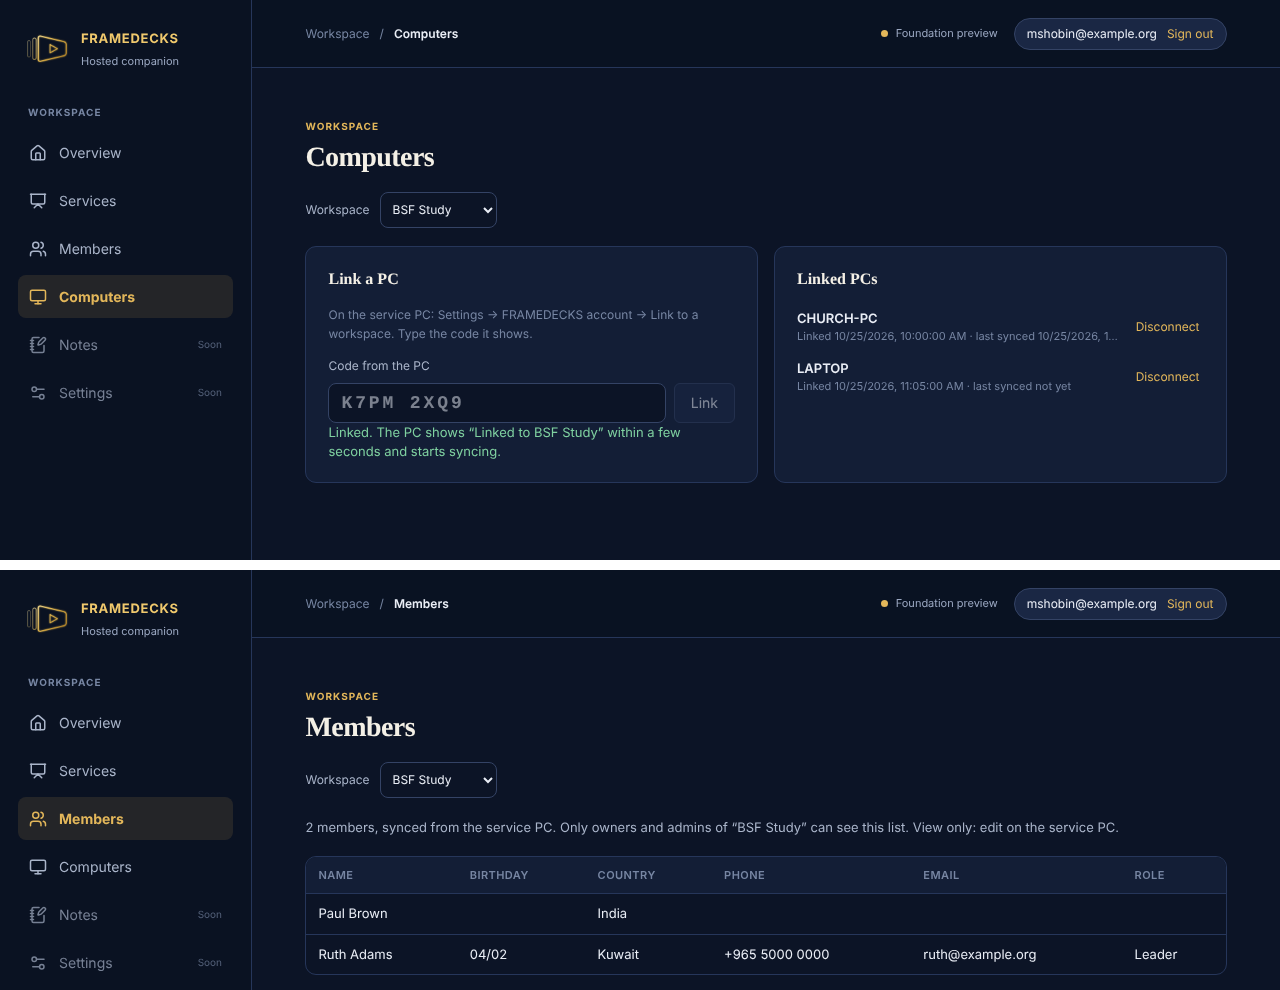 FRAMEDECKS
Hosted companion
WORKSPACE
Overview
Services
Members
Computers
Notes Soon
Settings Soon
Workspace / Computers
Foundation preview
mshobin@example.org Sign out
WORKSPACE
Computers
Workspace BSF Study
Link a PC
On the service PC: Settings → FRAMEDECKS account → Link to a
workspace. Type the code it shows.
Code from the PC
K7PM 2XQ9 Link
Linked. The PC shows “Linked to BSF Study” within a few
seconds and starts syncing.
Linked PCs
CHURCH-PC
Linked 10/25/2026, 10:00:00 AM · last synced 10/25/2026, 1...
Disconnect
LAPTOP
Linked 10/25/2026, 11:05:00 AM · last synced not yet
Disconnect
FRAMEDECKS
Hosted companion
WORKSPACE
Overview
Services
Members
Computers
Notes Soon
Settings Soon
Workspace / Members
Foundation preview
mshobin@example.org Sign out
WORKSPACE
Members
Workspace BSF Study
2 members, synced from the service PC. Only owners and admins of “BSF Study” can see this list. View only: edit on the service PC.
NAME BIRTHDAY COUNTRY PHONE EMAIL ROLE
Paul Brown India
Ruth Adams 04/02 Kuwait +965 5000 0000 ruth@example.org Leader